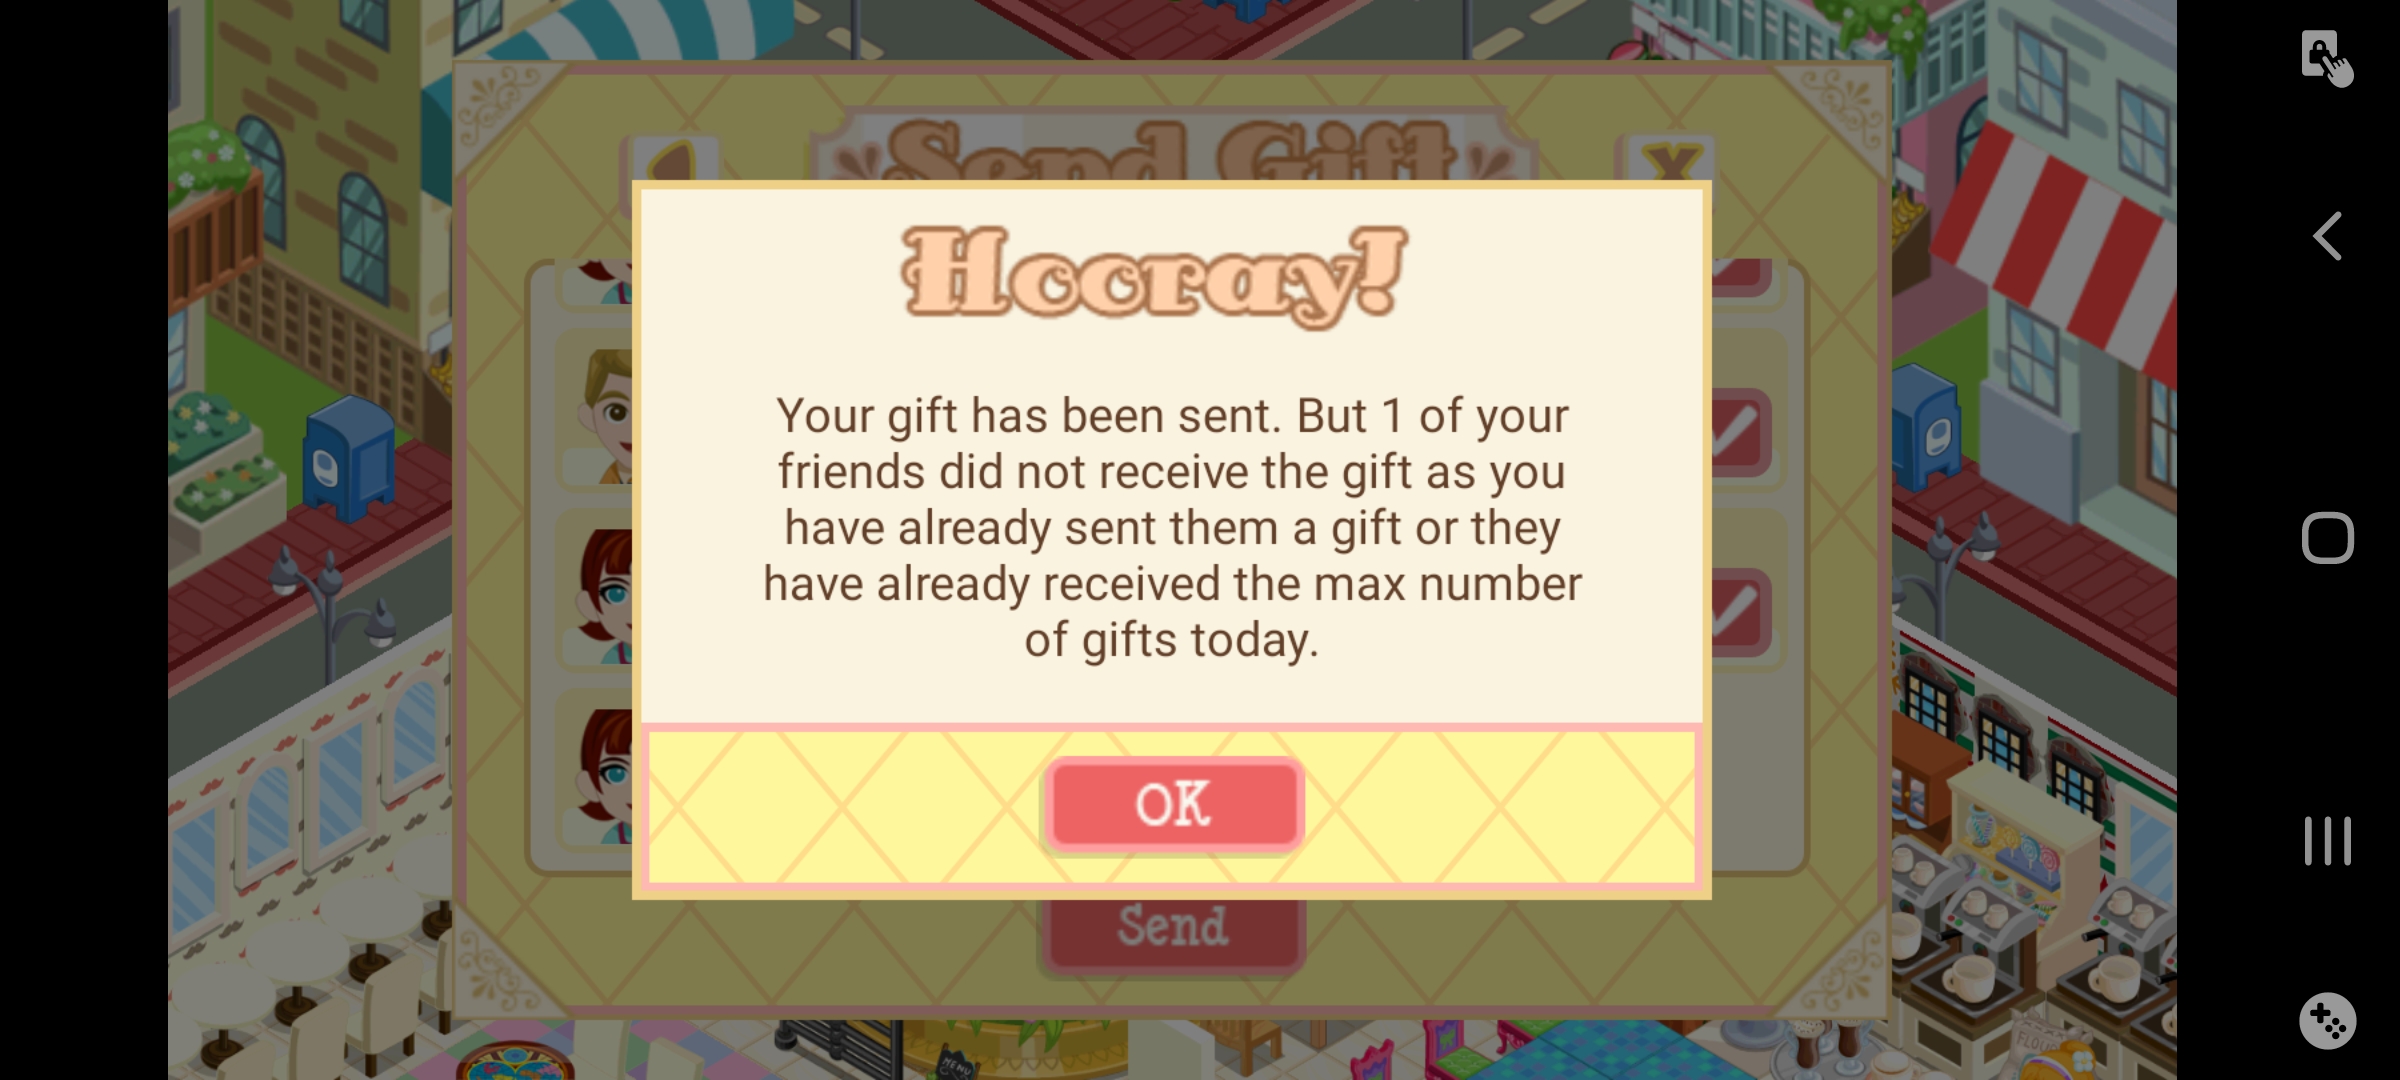 Send Gift
X
Hooray!
Your gift has been sent. But 1 of your
friends did not receive the gift as you
have already sent them a gift or they
have already received the max number
of gifts today.
OK
Send
MENU
FLOUR